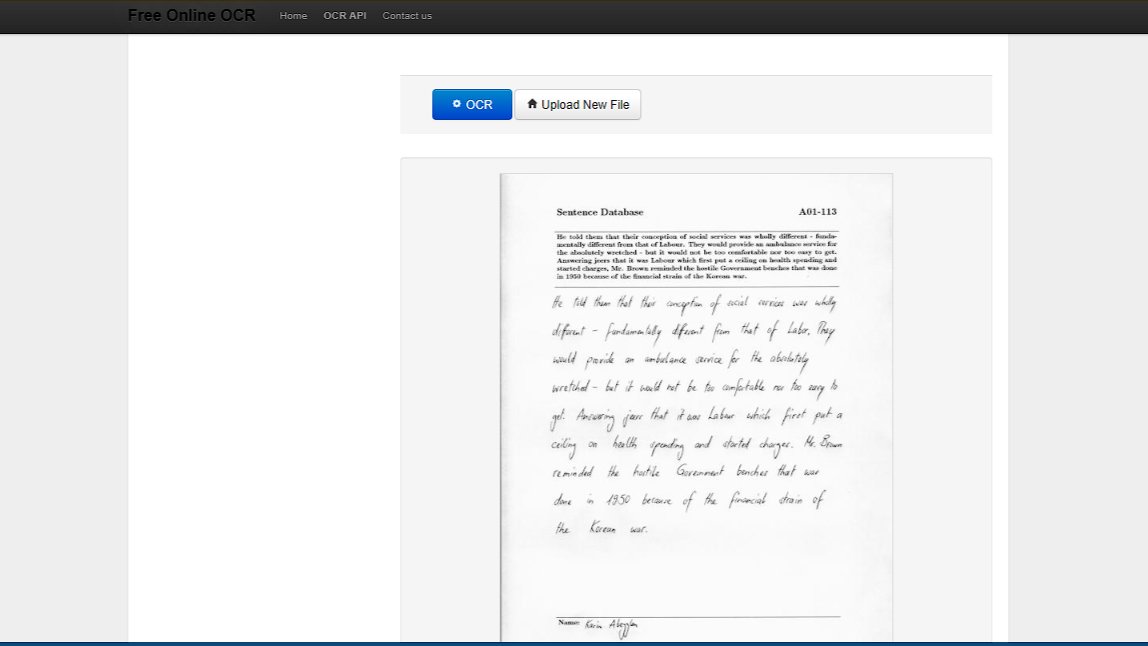 Free Online OCR Home OCR API Contact us
OCR Upload New File
Sentence Database A01-113
He told them that their conception of social services was wholly different - funda-
mentally different from that of Labour. They would provide an ambulance service for
the absolutely wretched - but it would not be too comfortable nor too easy to get.
Answering jeers that it was Labour which first put a ceiling on health spending and
started charges, Mr. Brown reminded the hostile Government benches that was done
in 1950 because of the financial strain of the Korean war.
He told them that their conception of social services was wholly
different - fundamentally different from that of Labor. They
would provide an ambulance service for the absolutely
wretched - but it would not be too comfortable nor too easy to
get. Answering jeers that it was Labour which first put a
ceiling on health spending and started charges. Mr. Brown
reminded the hostile Government benches that was
done in 1950 because of the financial strain of
the Korean war.
Name: Karin